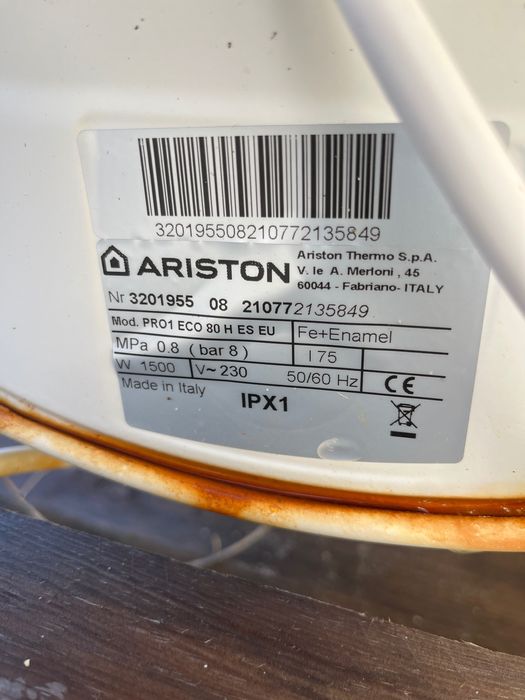 320195508210772135849
ARISTON
Ariston Thermo S.p.A.
V. le A. Merloni , 45
60044 - Fabriano- ITALY
Nr 3201955 08 210772135849
Mod. PRO1 ECO 80 H ES EU
Fe+Enamel
MPa 0.8 ( bar 8 )
l 75
W 1500
V~ 230
50/60 Hz
CE
Made in Italy
IPX1